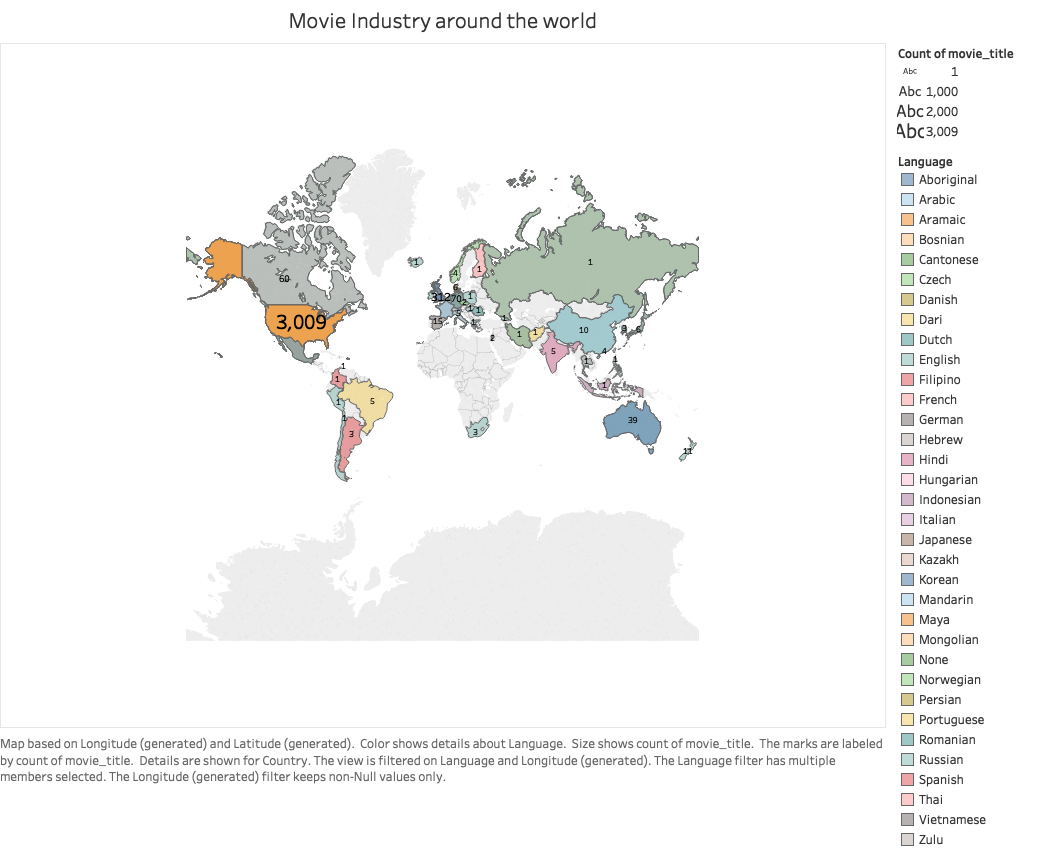 Movie Industry around the world
Count of movie_title
Abc 1
Abc 1,000
Abc 2,000
Abc 3,009
Language
Aboriginal
Arabic
Aramaic
Bosnian
Cantonese
Czech
Danish
Dari
Dutch
English
Filipino
French
German
Hebrew
Hindi
Hungarian
Indonesian
Italian
Japanese
Kazakh
Korean
Mandarin
Maya
Mongolian
None
Norwegian
Persian
Portuguese
Romanian
Russian
Spanish
Thai
Vietnamese
Zulu
1
1
1
4
60
6
312
70
1
2
1
1
5
15
1
1
3,009
10
3
6
1
1
2
5
4
1
1
1
1
1
1
5
39
1
3
3
11
Map based on Longitude (generated) and Latitude (generated).  Color shows details about Language.  Size shows count of movie_title.  The marks are labeled
by count of movie_title.  Details are shown for Country. The view is filtered on Language and Longitude (generated). The Language filter has multiple
members selected. The Longitude (generated) filter keeps non-Null values only.